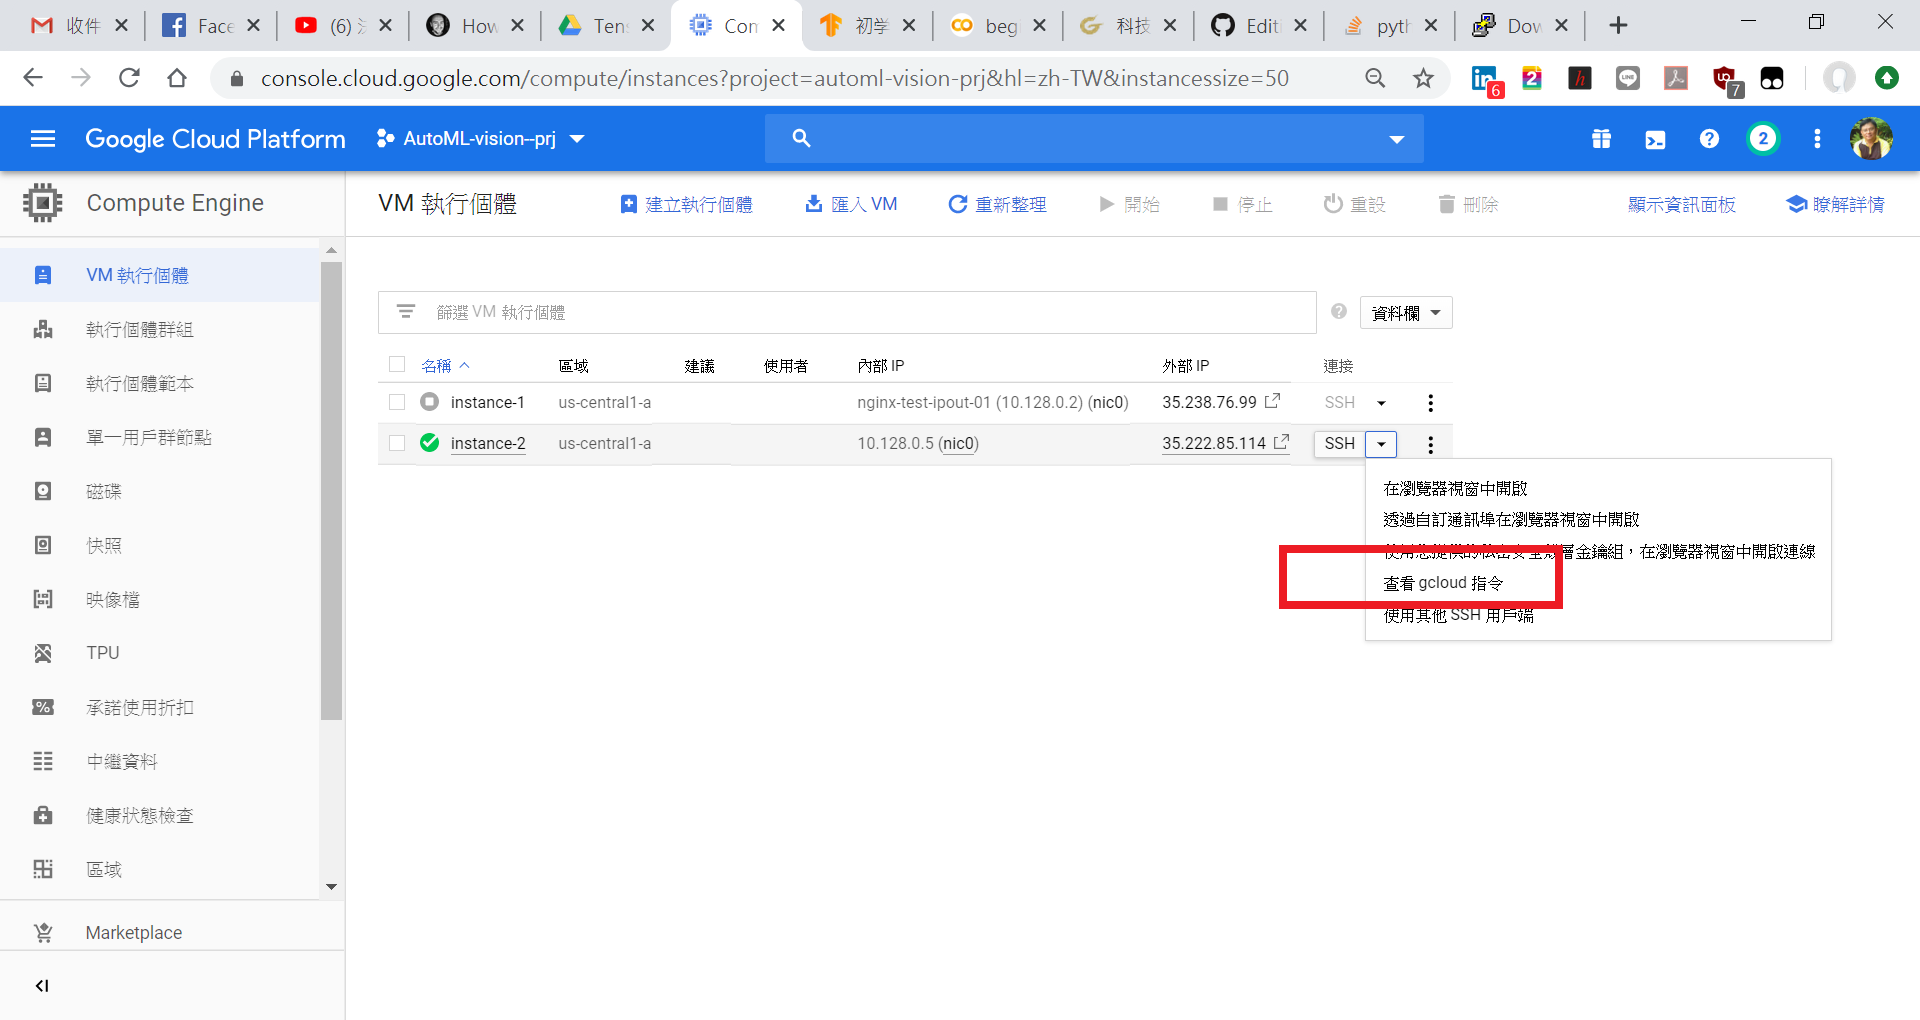 收件
Face
(6) 
How
Tens
Com
初学
beg
科技
Editi
pyth
Dow
console.cloud.google.com/compute/instances?project=automl-vision-prj&hl=zh-TW&instancessize=50
6
2
h
LINE
7
Google Cloud Platform
AutoML-vision--prj
2
Compute Engine
VM 執行個體
建立執行個體
匯入 VM
重新整理
開始
停止
重設
刪除
顯示資訊面板
瞭解詳情
VM 執行個體
執行個體群組
執行個體範本
單一用戶群節點
磁碟
快照
映像檔
TPU
承諾使用折扣
中繼資料
健康狀態檢查
區域
Marketplace
篩選 VM 執行個體
資料欄
名稱 區域 建議 使用者 內部 IP 外部 IP 連接
instance-1 us-central1-a nginx-test-ipout-01 (10.128.0.2) (nic0) 35.238.76.99 SSH
instance-2 us-central1-a 10.128.0.5 (nic0) 35.222.85.114 SSH
在瀏覽器視窗中開啟
透過自訂通訊埠在瀏覽器視窗中開啟
使用您提供的私密安全殼層金鑰組，在瀏覽器視窗中開啟連線
查看 gcloud 指令
使用其他 SSH 用戶端